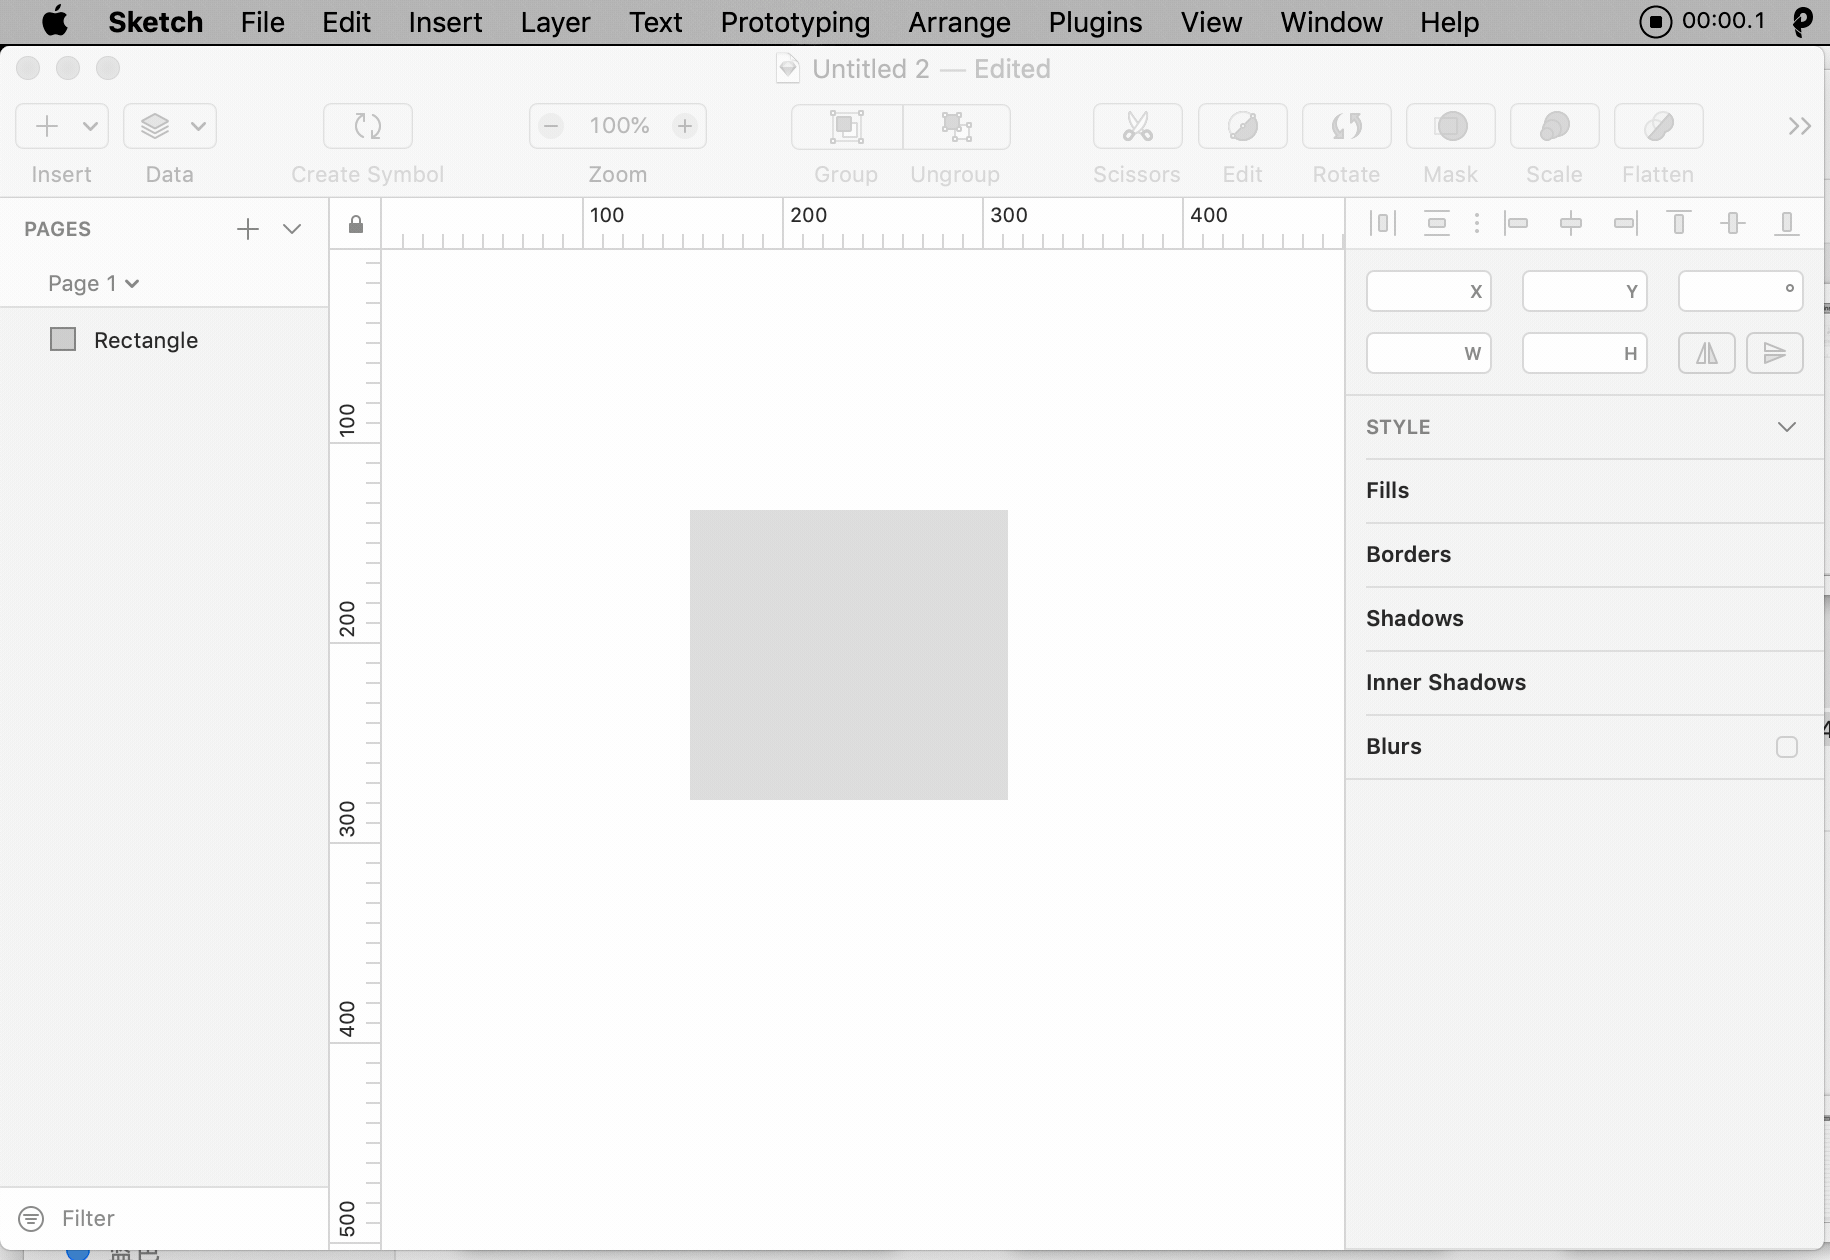 Sketch File Edit Insert Layer Text Prototyping Arrange Plugins View Window Help 00:00.1
Untitled 2 — Edited
100%
Insert Data Create Symbol Zoom Group Ungroup Scissors Edit Rotate Mask Scale Flatten
PAGES
100 200 300 400
Page 1
Rectangle
100
200
300
400
500
X Y °
W H
STYLE
Fills
Borders
Shadows
Inner Shadows
Blurs
Filter